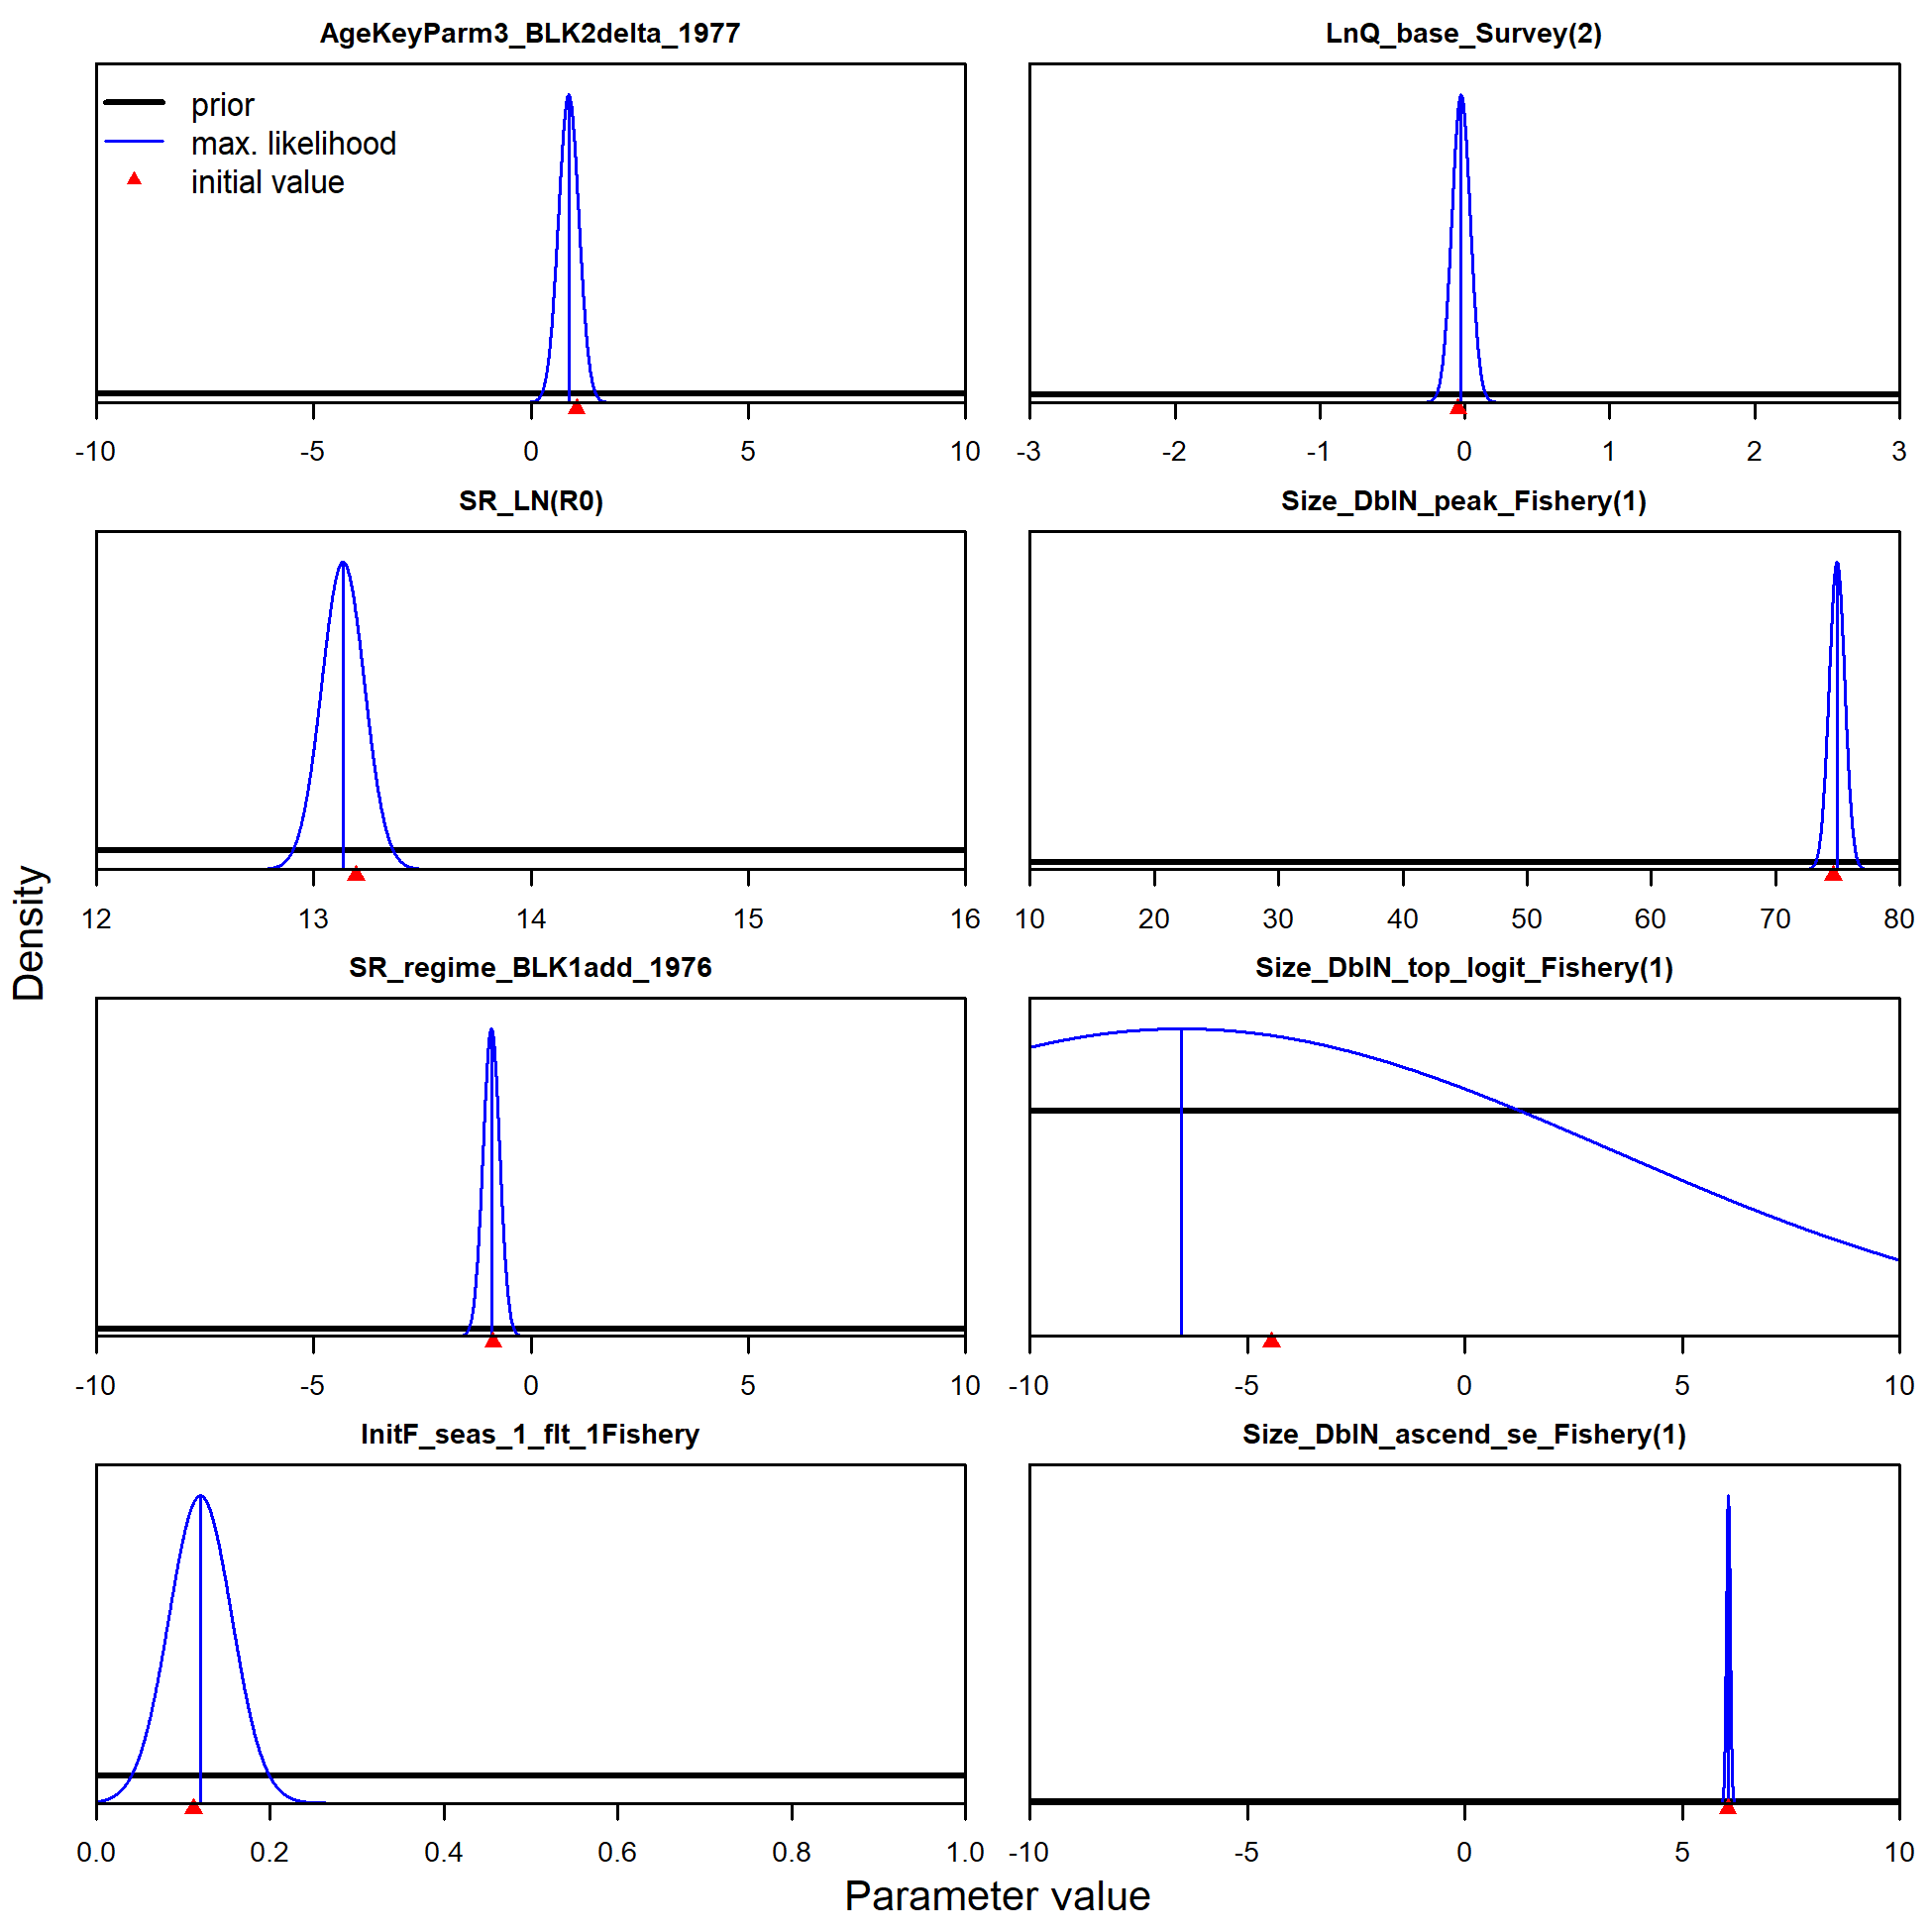 AgeKeyParm3_BLK2delta_1977
prior
max. likelihood
initial value
-10 -5 0 5 10
LnQ_base_Survey(2)
-3 -2 -1 0 1 2 3
SR_LN(R0)
12 13 14 15 16
Size_DblN_peak_Fishery(1)
10 20 30 40 50 60 70 80
SR_regime_BLK1add_1976
-10 -5 0 5 10
Size_DblN_top_logit_Fishery(1)
-10 -5 0 5 10
InitF_seas_1_flt_1Fishery
0.0 0.2 0.4 0.6 0.8 1.0
Size_DblN_ascend_se_Fishery(1)
-10 -5 0 5 10
Density
Parameter value